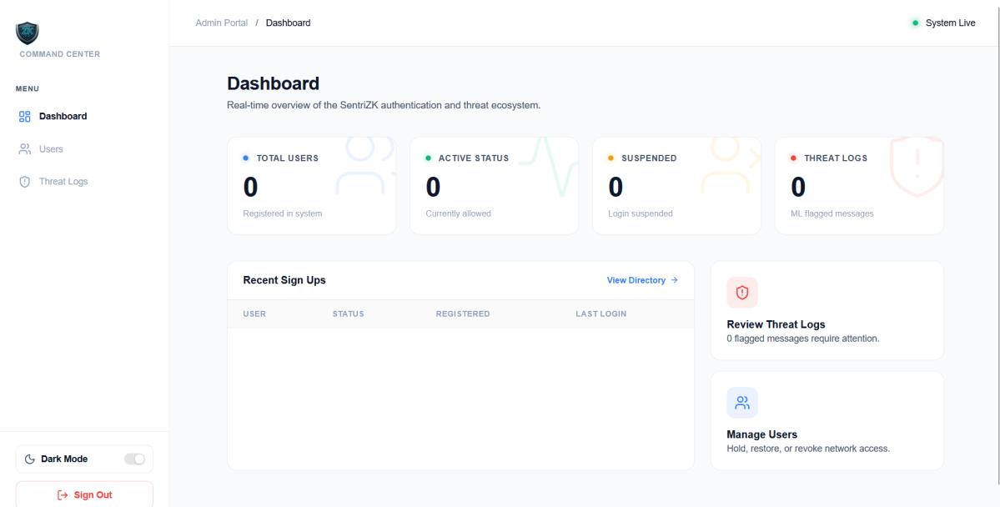 ZK
COMMAND CENTER
MENU
Dashboard
Users
Threat Logs
Dark Mode
Sign Out
Admin Portal / Dashboard
System Live
Dashboard
Real-time overview of the SentriZK authentication and threat ecosystem.
TOTAL USERS
0
Registered in system
ACTIVE STATUS
0
Currently allowed
SUSPENDED
0
Login suspended
THREAT LOGS
0
ML flagged messages
Recent Sign Ups
View Directory →
USER STATUS REGISTERED LAST LOGIN
Review Threat Logs
0 flagged messages require attention.
Manage Users
Hold, restore, or revoke network access.